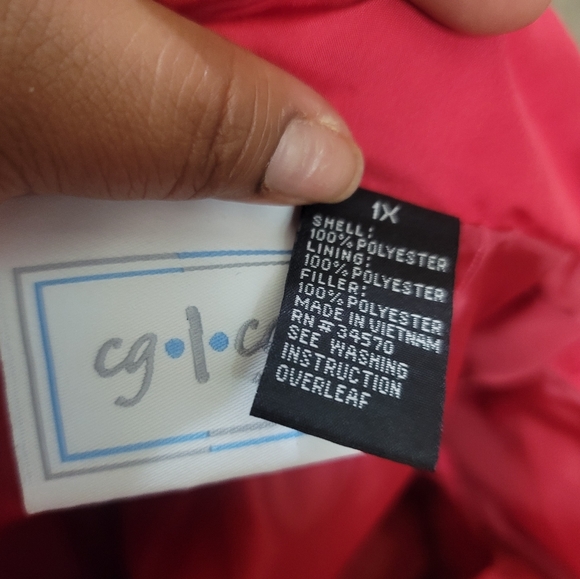 cg•l•c
1X
SHELL:
100% POLYESTER
LINING:
100% POLYESTER
FILLER:
100% POLYESTER
MADE IN VIETNAM
RN # 34570
SEE WASHING
INSTRUCTION
OVERLEAF